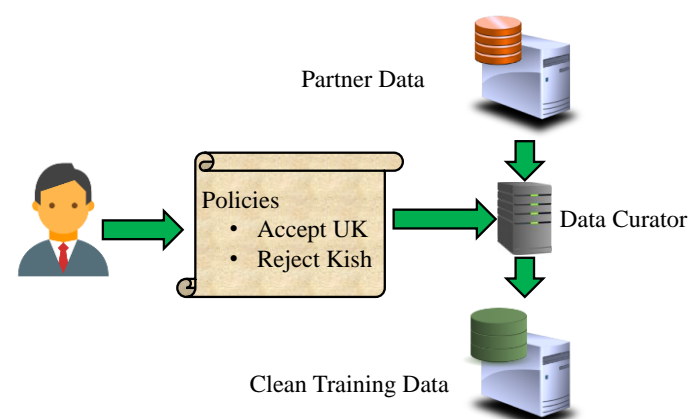 Partner Data
Policies
• Accept UK
• Reject Kish
Data Curator
Clean Training Data